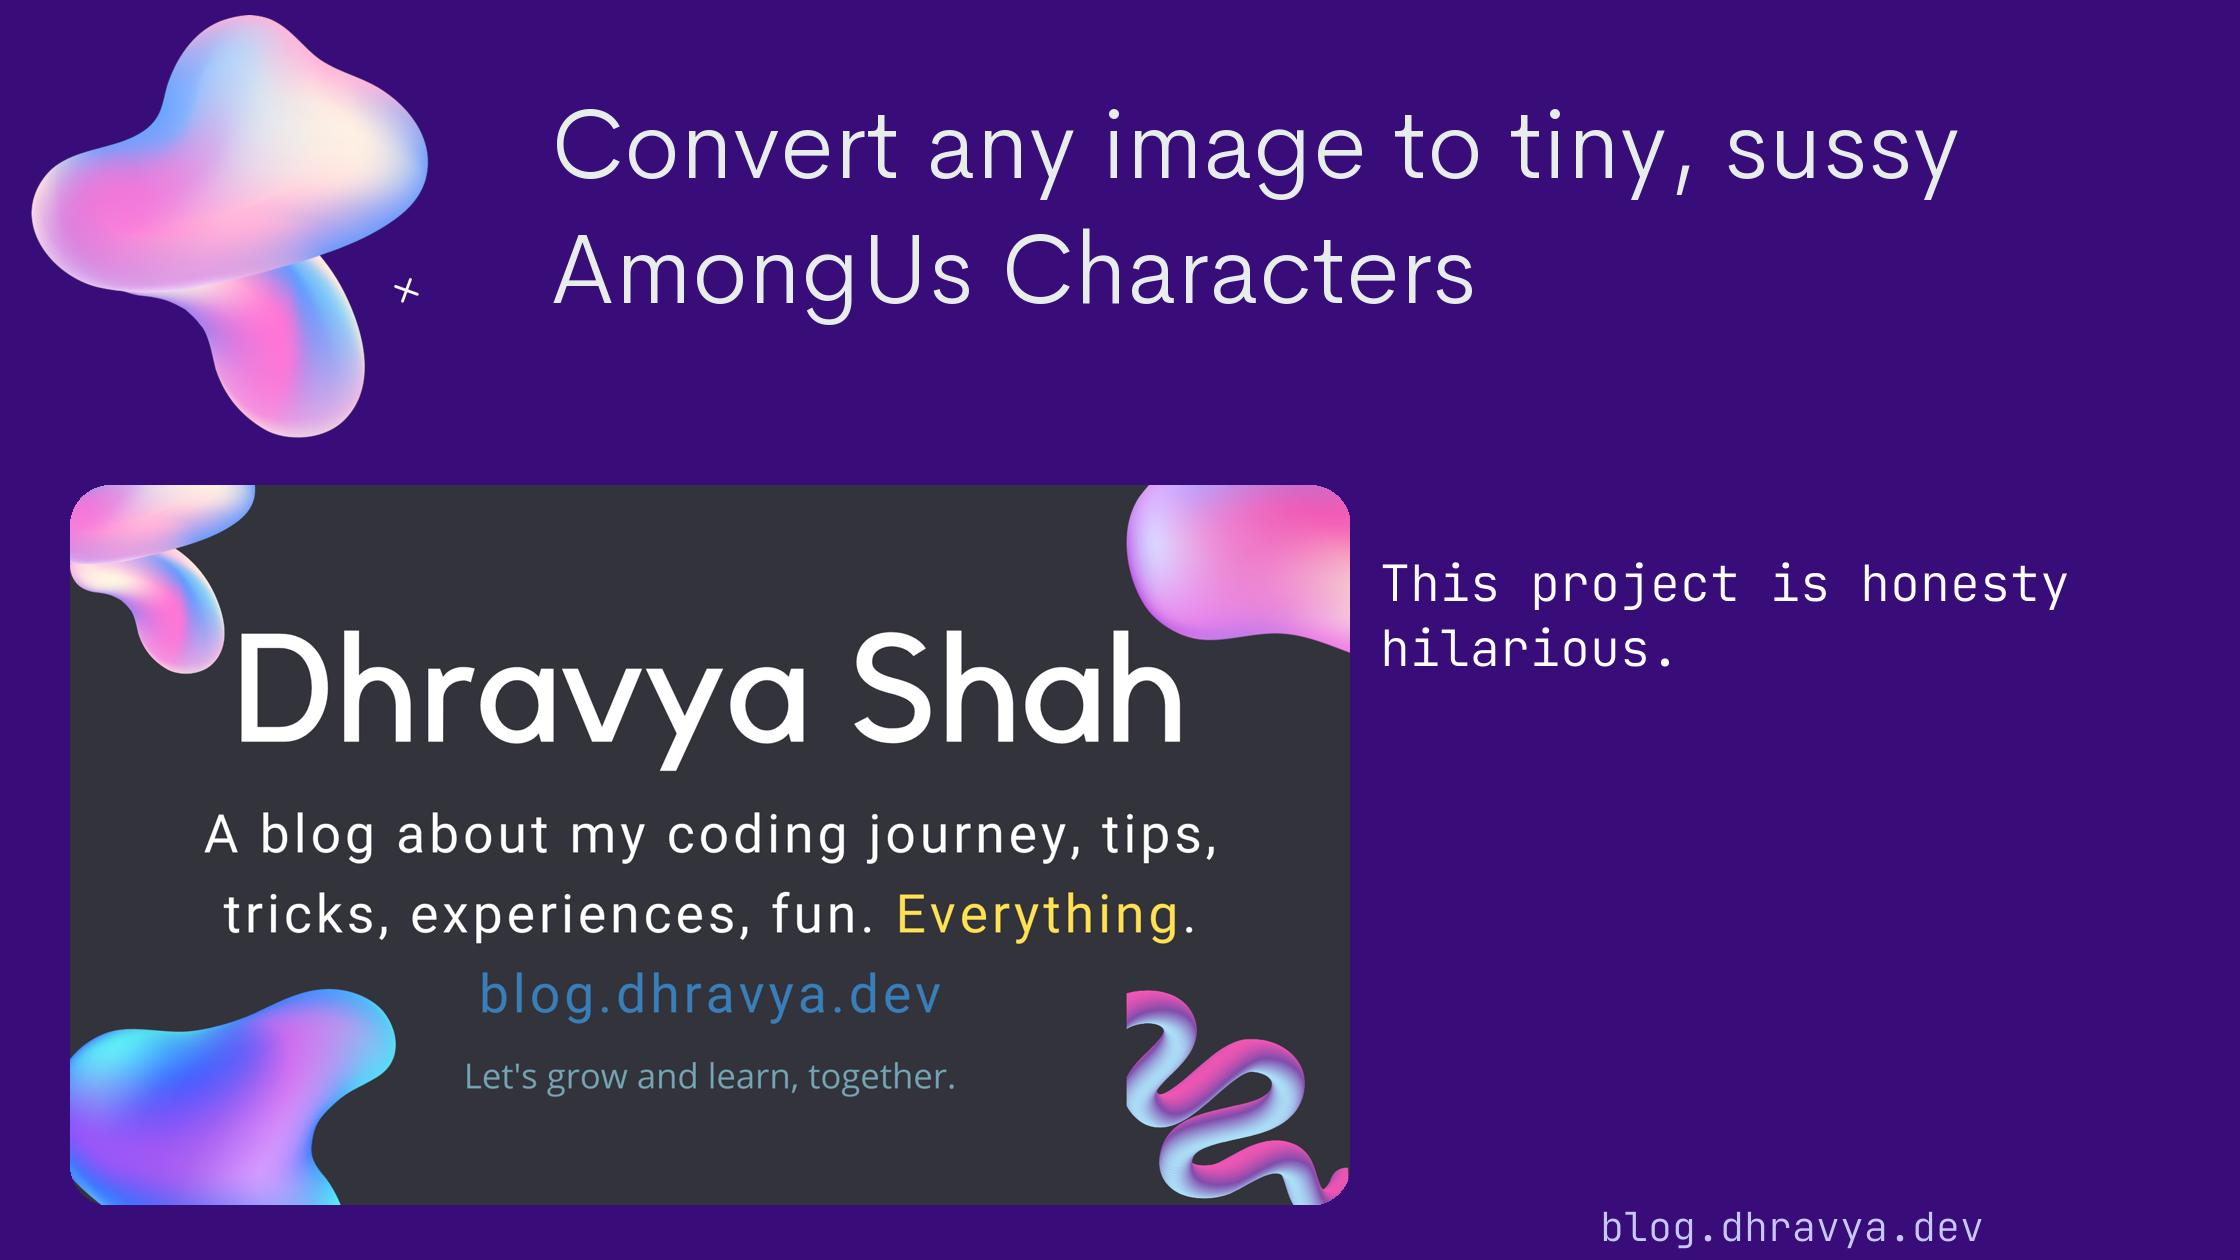 Convert any image to tiny, sussy
AmongUs Characters
Dhravya Shah
A blog about my coding journey, tips,
tricks, experiences, fun. Everything.
blog.dhravya.dev
Let's grow and learn, together.
This project is honesty
hilarious.
blog.dhravya.dev